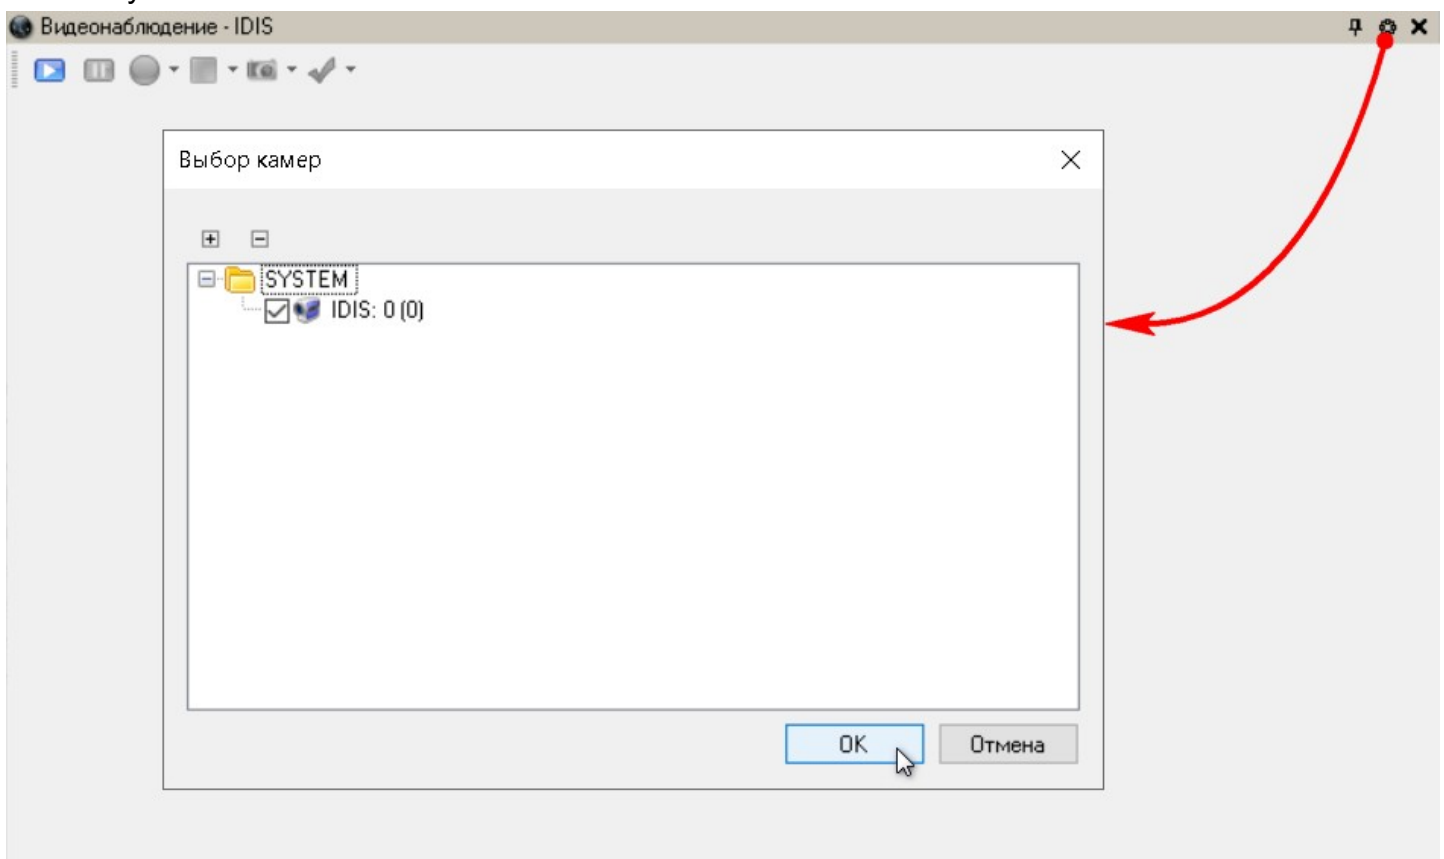 Видеонаблюдение - IDIS
Выбор камер
SYSTEM
IDIS: 0 (0)
OK
Отмена